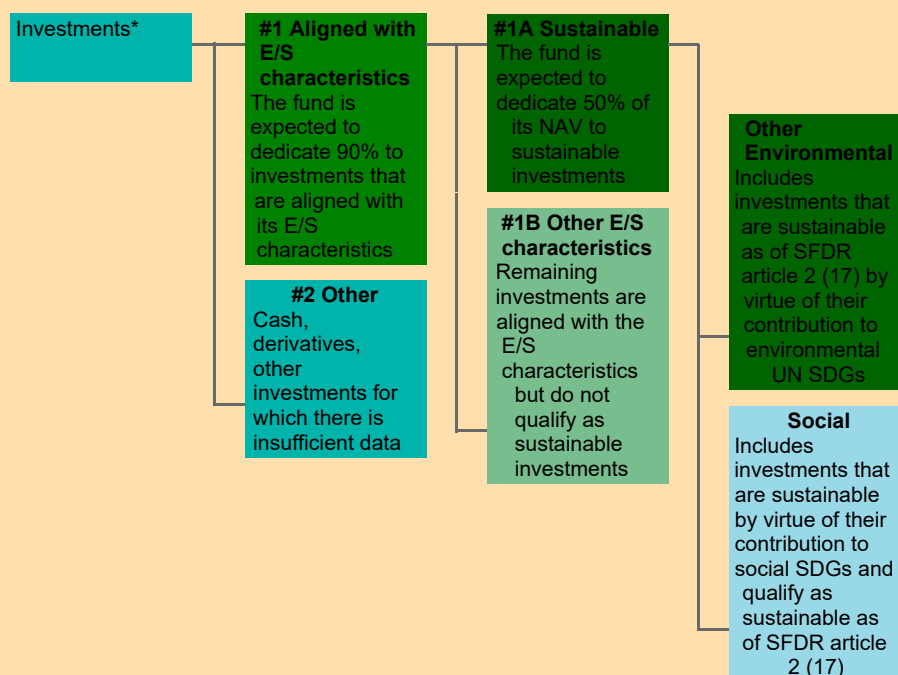 Investments*
#1 Aligned with
E/S
characteristics
The fund is
expected to
dedicate 90% to
investments that
are aligned with
its E/S
characteristics
#2 Other
Cash,
derivatives,
other
investments for
which there is
insufficient data
#1A Sustainable
The fund is
expected to
dedicate 50% of
its NAV to
sustainable
investments
#1B Other E/S
characteristics
Remaining
investments are
aligned with the
E/S
characteristics
but do not
qualify as
sustainable
investments
Other
Environmental
Includes
investments that
are sustainable
as of SFDR
article 2 (17) by
virtue of their
contribution to
environmental
UN SDGs
Social
Includes
investments that
are sustainable
by virtue of their
contribution to
social SDGs and
qualify as
sustainable as
of SFDR article
2 (17)